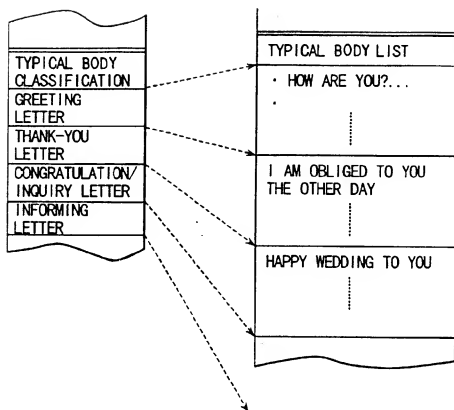 TYPICAL BODY
CLASSIFICATION
GREETING
LETTER
THANK-YOU
LETTER
CONGRATULATION/
INQUIRY LETTER
INFORMING
LETTER
TYPICAL BODY LIST
· HOW ARE YOU?...
·
I AM OBLIGED TO YOU
THE OTHER DAY
HAPPY WEDDING TO YOU